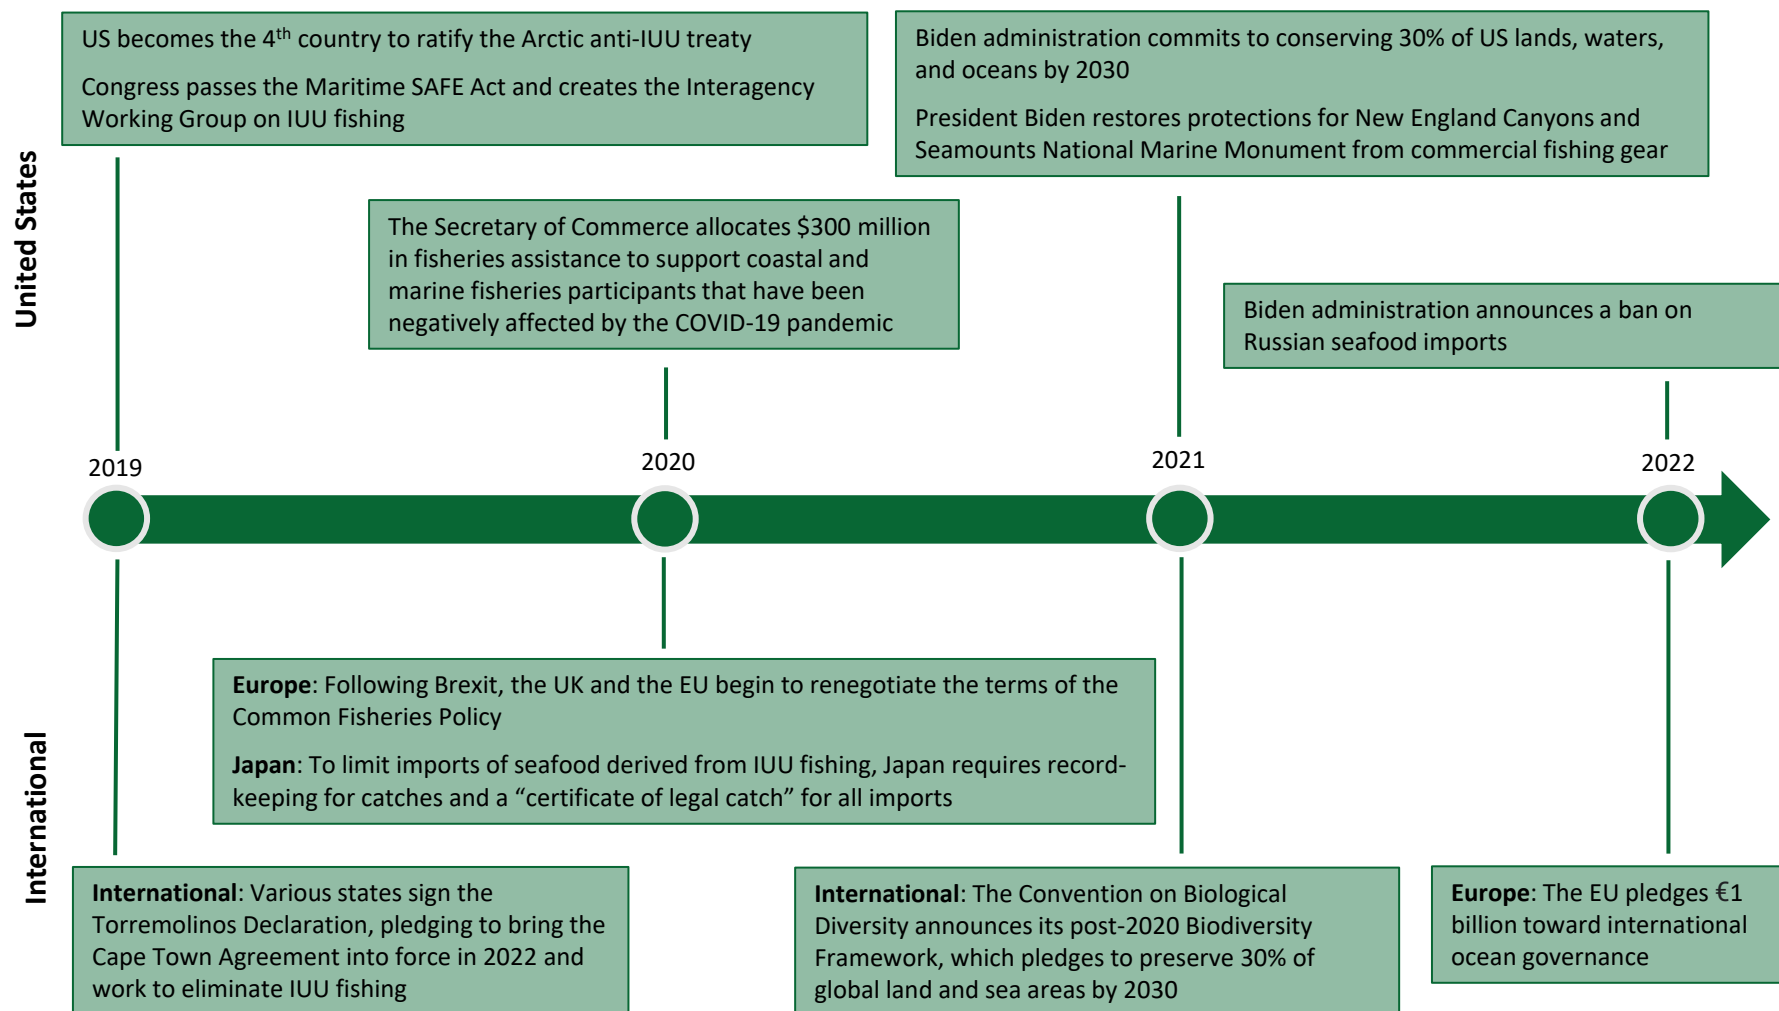 United States
US becomes the 4th country to ratify the Arctic anti-IUU treaty
Congress passes the Maritime SAFE Act and creates the Interagency
Working Group on IUU fishing
The Secretary of Commerce allocates $300 million
in fisheries assistance to support coastal and
marine fisheries participants that have been
negatively affected by the COVID-19 pandemic
Biden administration commits to conserving 30% of US lands, waters,
and oceans by 2030
President Biden restores protections for New England Canyons and
Seamounts National Marine Monument from commercial fishing gear
Biden administration announces a ban on
Russian seafood imports
2019
2020
2021
2022
International
International: Various states sign the
Torremolinos Declaration, pledging to bring the
Cape Town Agreement into force in 2022 and
work to eliminate IUU fishing
Europe: Following Brexit, the UK and the EU begin to renegotiate the terms of the
Common Fisheries Policy
Japan: To limit imports of seafood derived from IUU fishing, Japan requires record-
keeping for catches and a “certificate of legal catch” for all imports
International: The Convention on Biological
Diversity announces its post-2020 Biodiversity
Framework, which pledges to preserve 30% of
global land and sea areas by 2030
Europe: The EU pledges €1
billion toward international
ocean governance